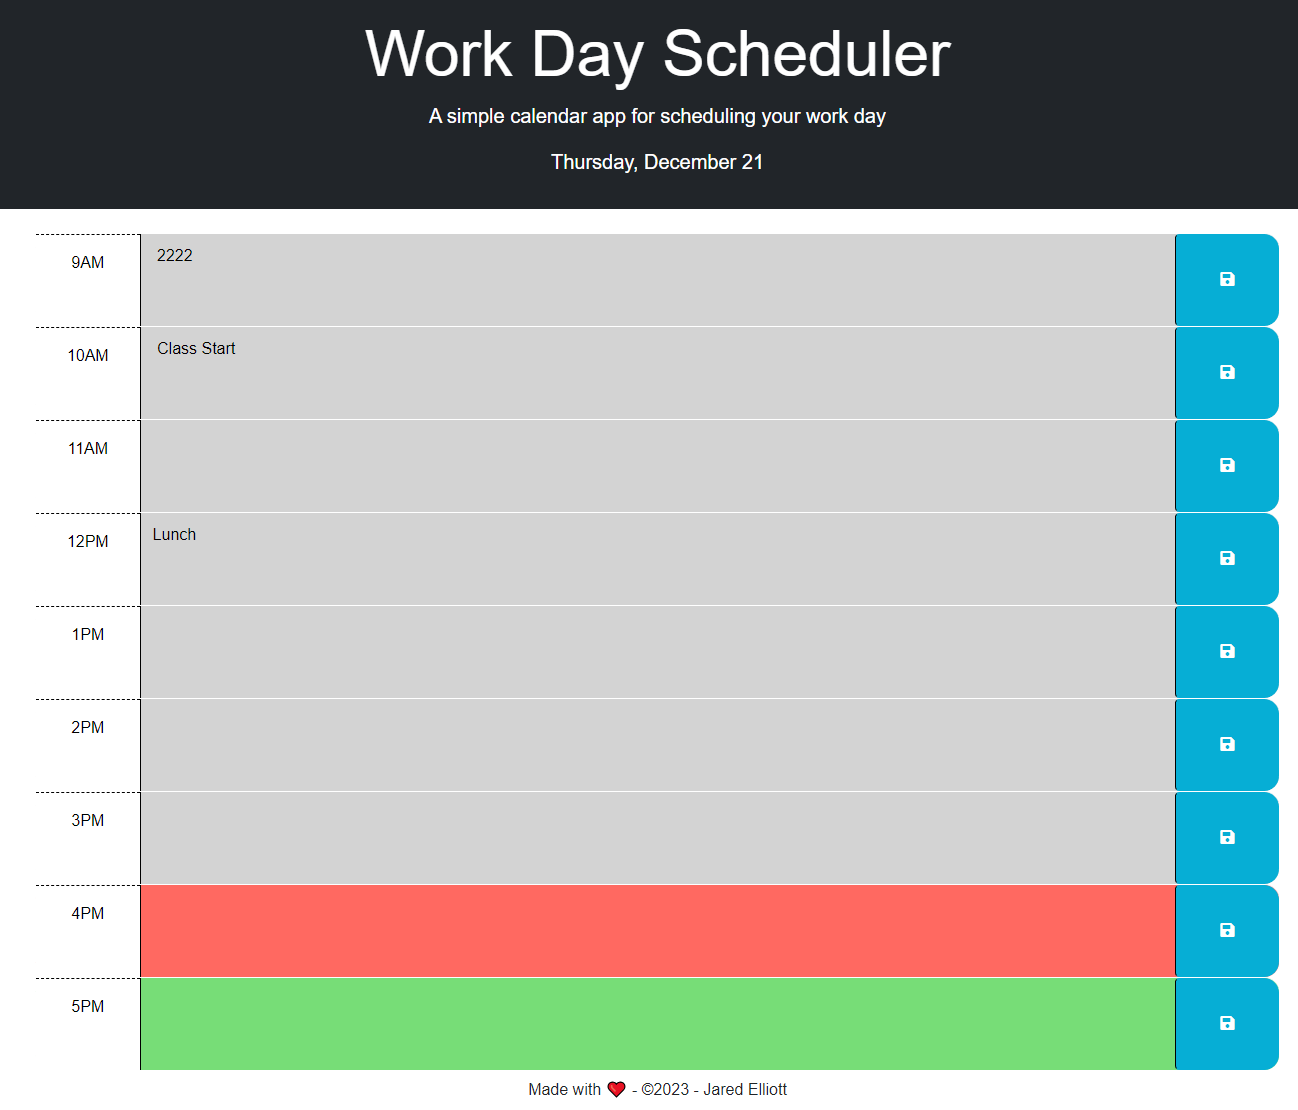 Work Day Scheduler
A simple calendar app for scheduling your work day
Thursday, December 21
9AM 2222
10AM Class Start
11AM
12PM Lunch
1PM
2PM
3PM
4PM
5PM
Made with ❤️ - ©2023 - Jared Elliott